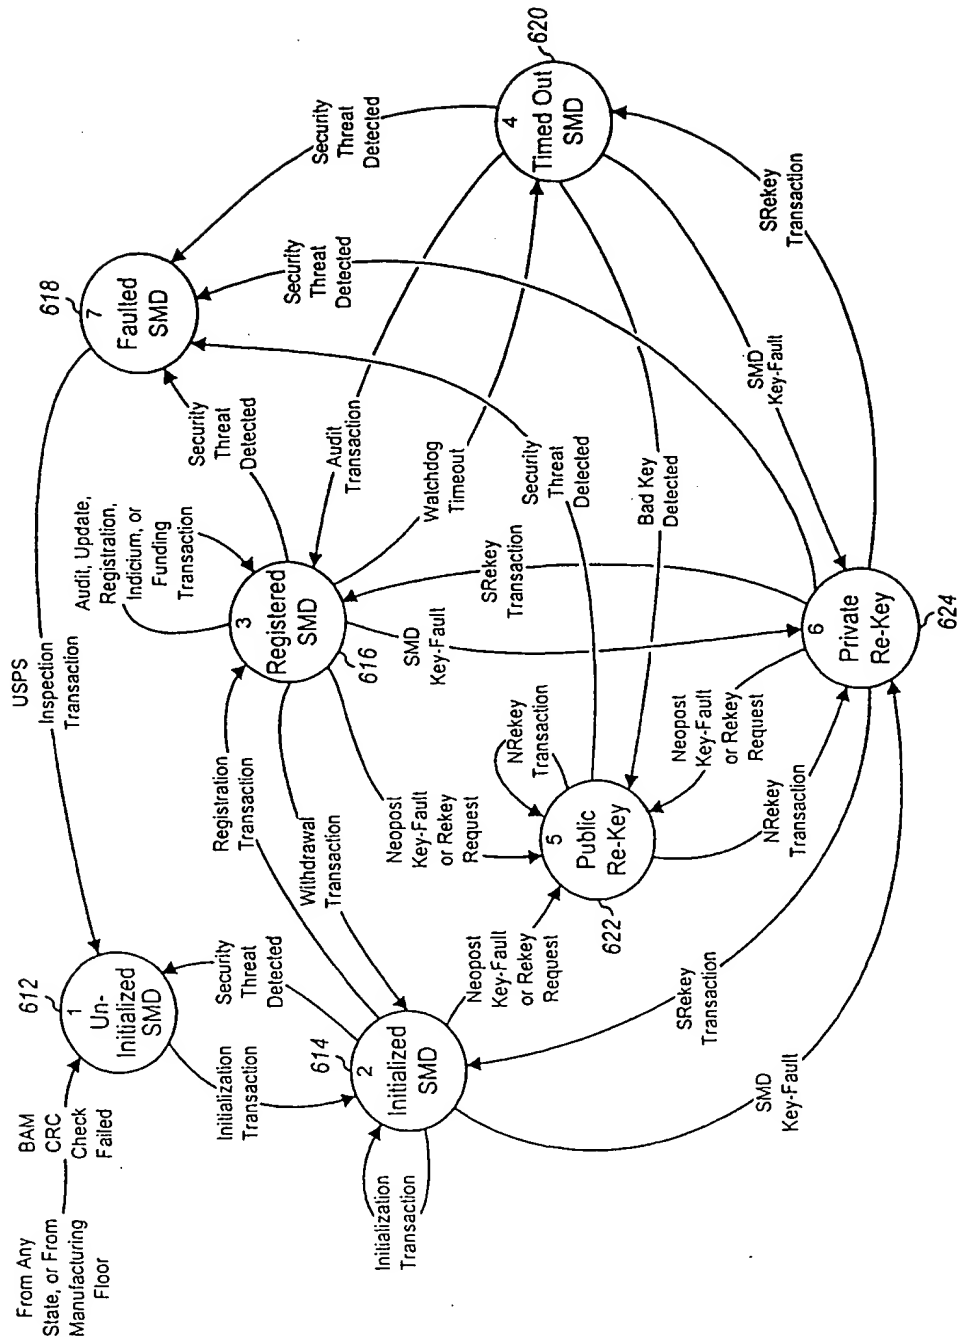 From Any
State, or From
Manufacturing
Floor
BAM
CRC
Check
Failed
612
1
Un-
Initialized
SMD
USPS
Inspection
Transaction
618
7
Faulted
SMD
Initialization
Transaction
Security
Threat
Detected
614
2
Initialized
SMD
Initialization
Transaction
Registration
Transaction
Withdrawal
Transaction
Audit, Update,
Registration,
Indicium, or
Funding
Transaction
3
Registered
SMD
616
Security
Threat
Detected
Security
Threat
Detected
Security
Threat
Detected
Audit
Transaction
Watchdog
Timeout
620
4
Timed Out
SMD
Neopost
Key-Fault
or Rekey
Request
Neopost
Key-Fault
or Rekey
Request
SMD
Key-Fault
SRekey
Transaction
Security
Threat
Detected
NRekey
Transaction
5
Public
Re-Key
622
Bad Key
Detected
SMD
Key-Fault
SRekey
Transaction
Neopost
Key-Fault
or Rekey
Request
NRekey
Transaction
SRekey
Transaction
SMD
Key-Fault
6
Private
Re-Key
624